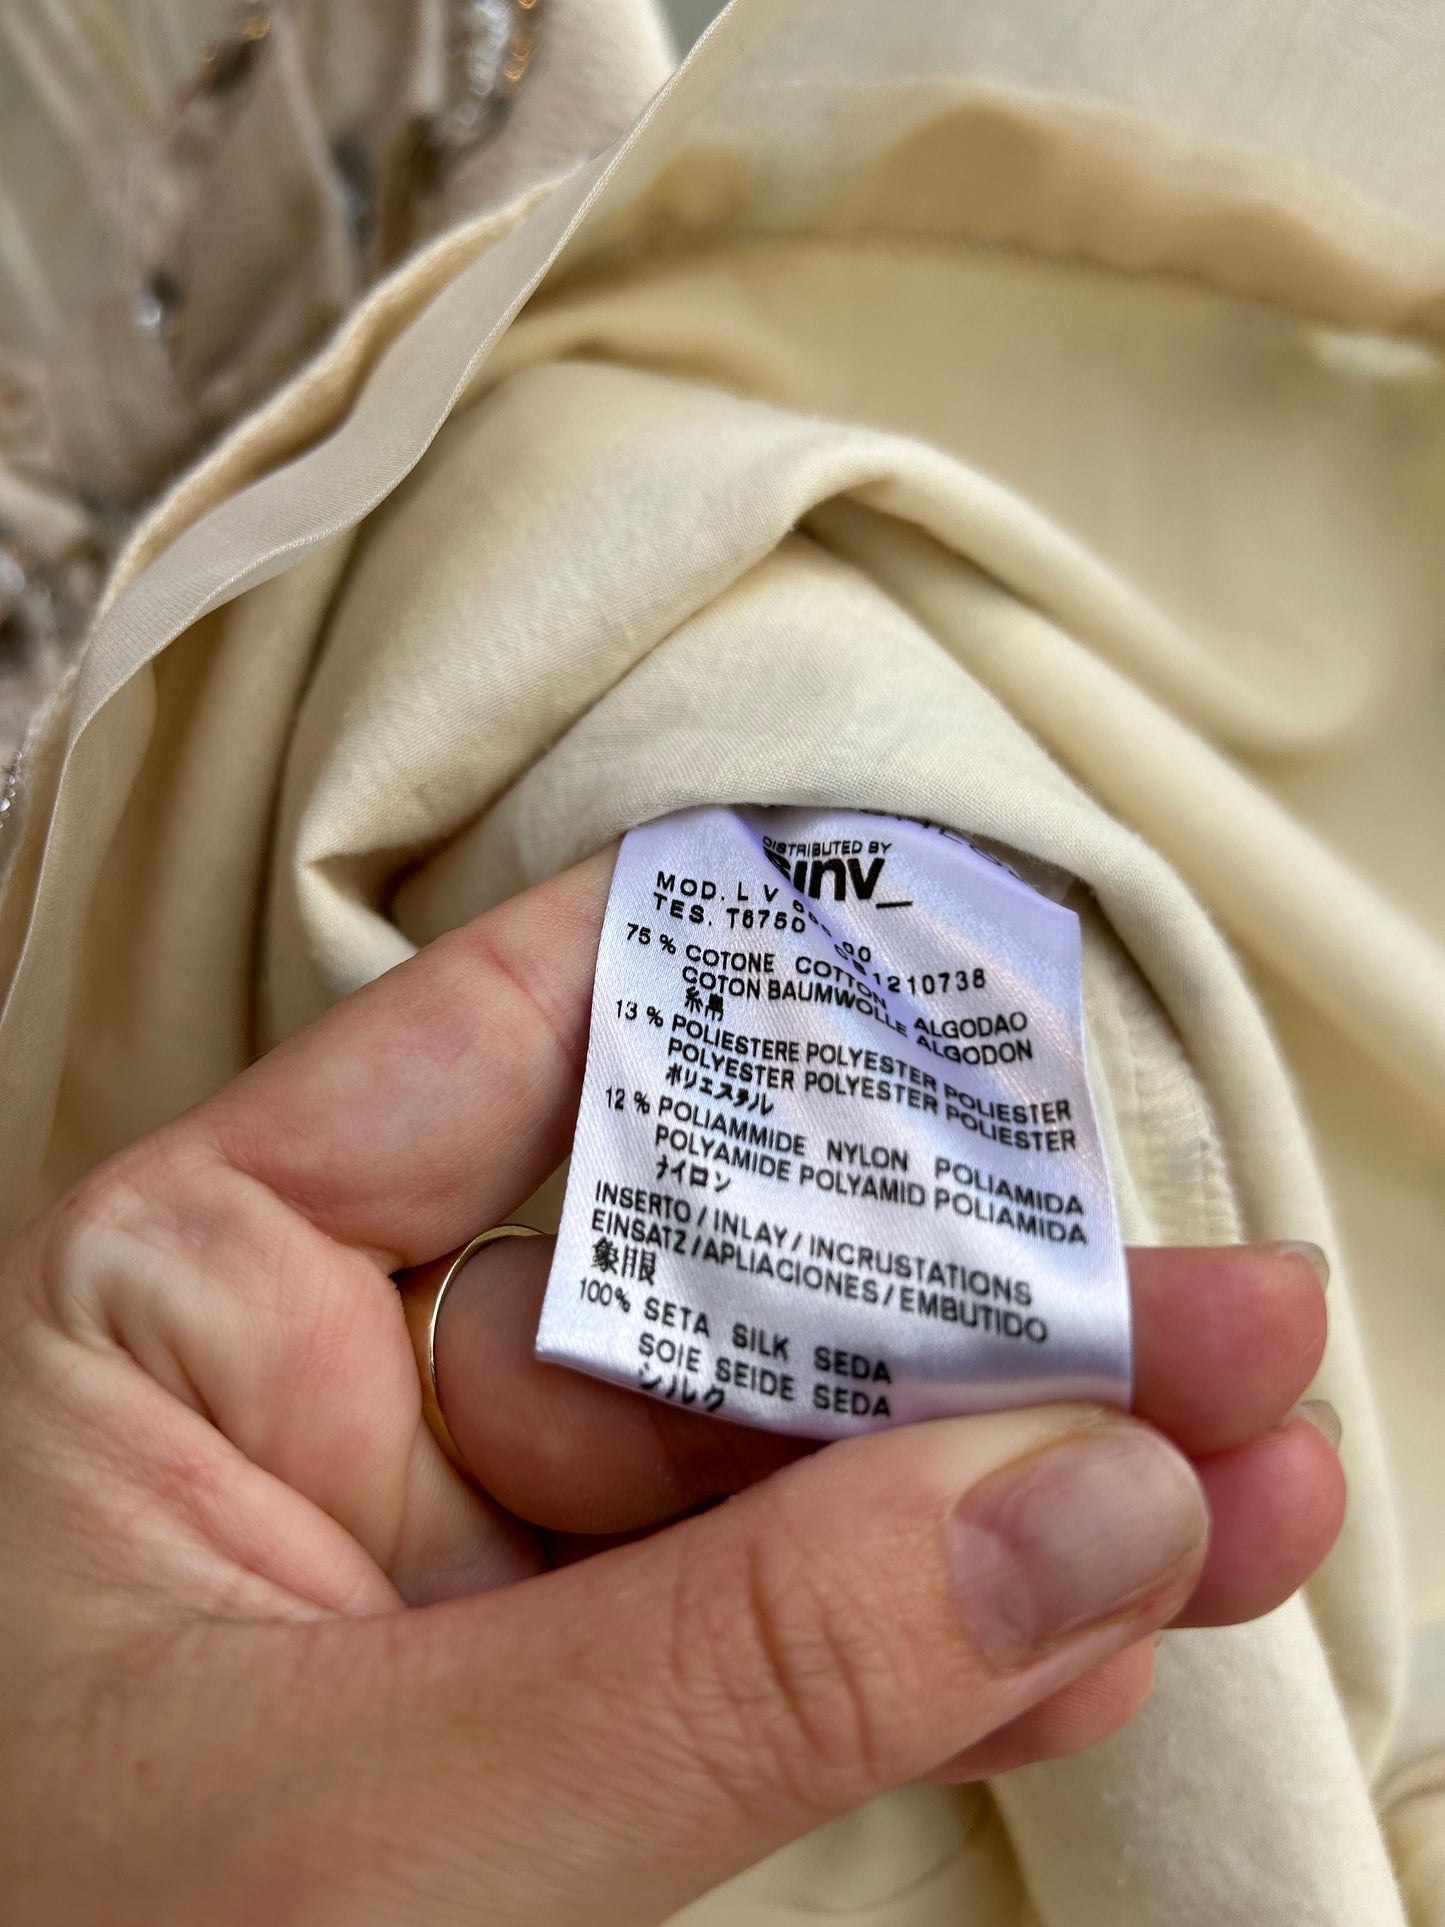 DISTRIBUTED BY
sinv_
MOD. L V
TES. T6750
75 % COTONE COTTON ALGODAO
COTON BAUMWOLLE ALGODON
13 % POLIESTERE POLYESTER POLIESTER
POLYESTER POLYESTER POLIESTER
ポリエステル
12 % POLIAMMIDE NYLON POLIAMIDA
POLYAMIDE POLYAMID POLIAMIDA
ナイロン
INSERTO / INLAY / INCRUSTATIONS
EINSATZ / APLIACIONES / EMBUTIDO
象眼
100% SETA SILK SEDA
SOIE SEIDE SEDA
シルク